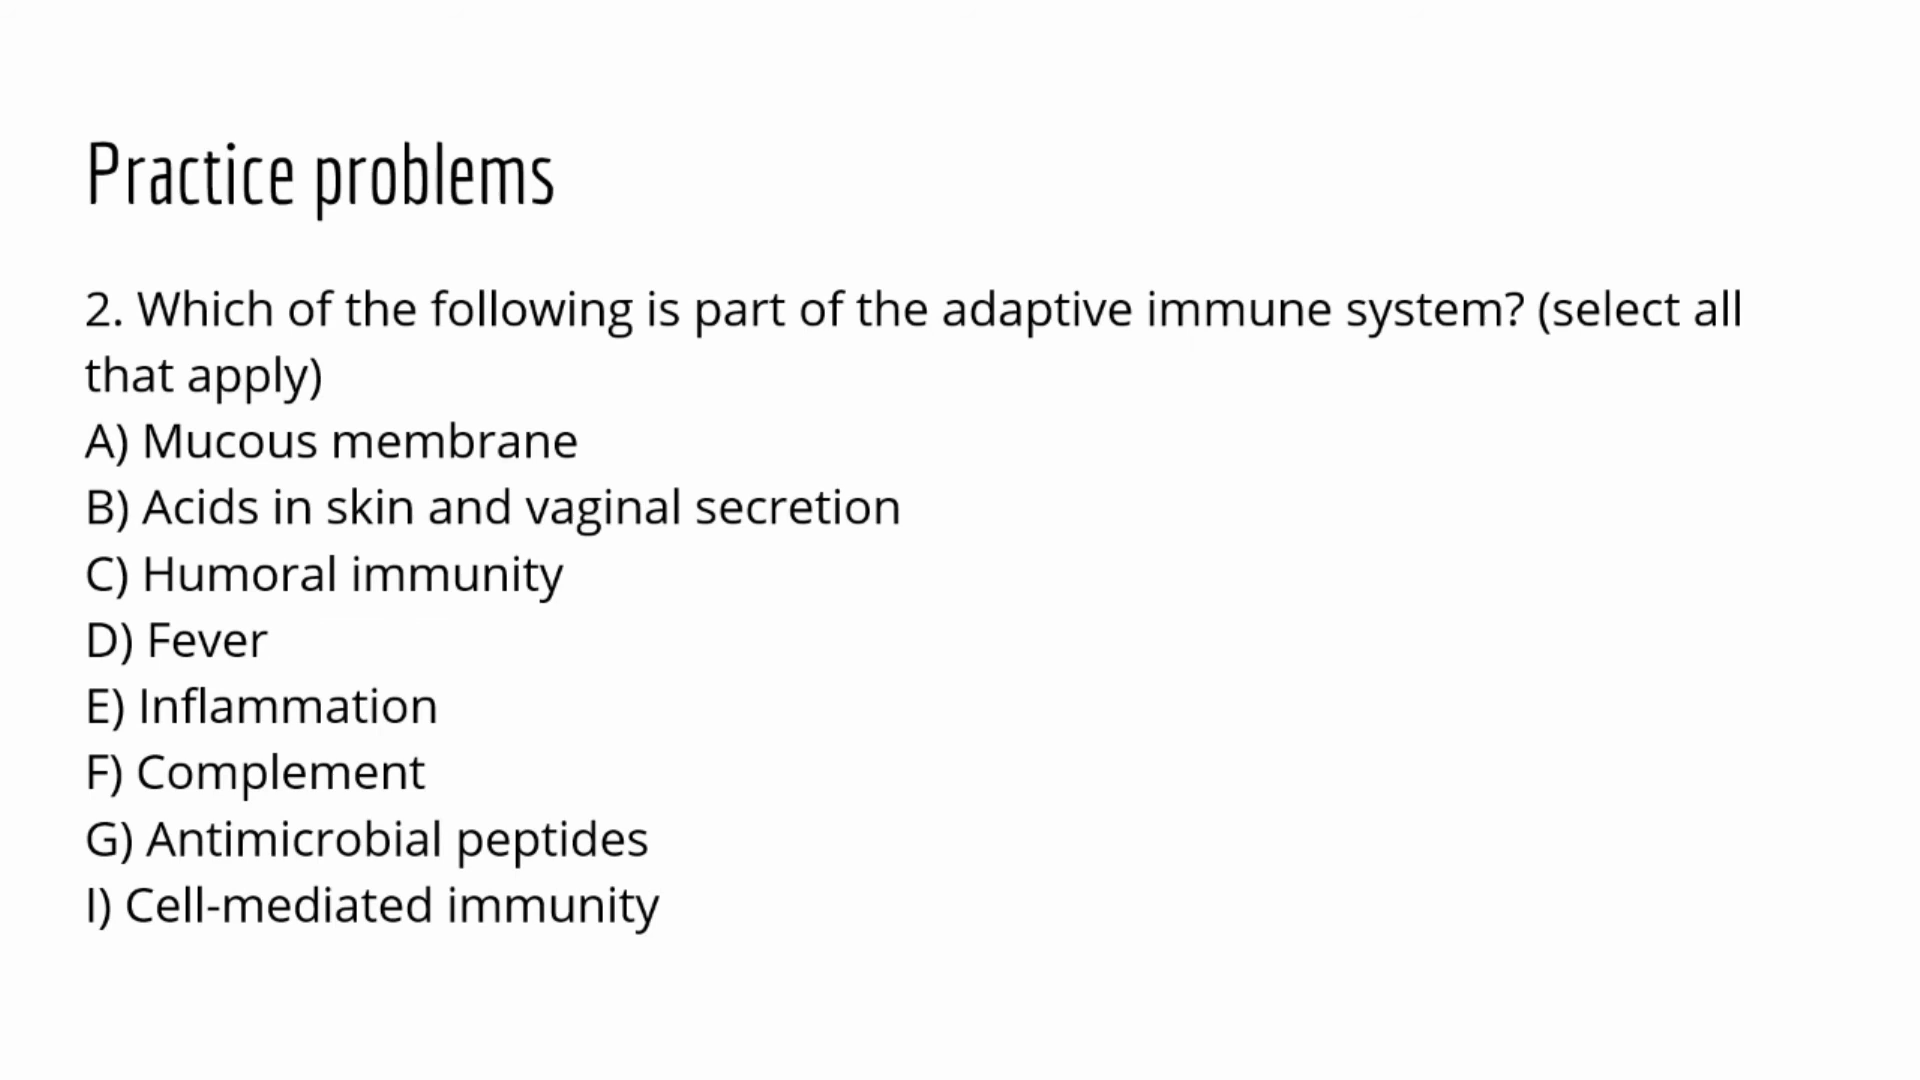 Practice problems
2. Which of the following is part of the adaptive immune system? (select all
that apply)
A) Mucous membrane
B) Acids in skin and vaginal secretion
C) Humoral immunity
D) Fever
E) Inflammation
F) Complement
G) Antimicrobial peptides
I) Cell-mediated immunity